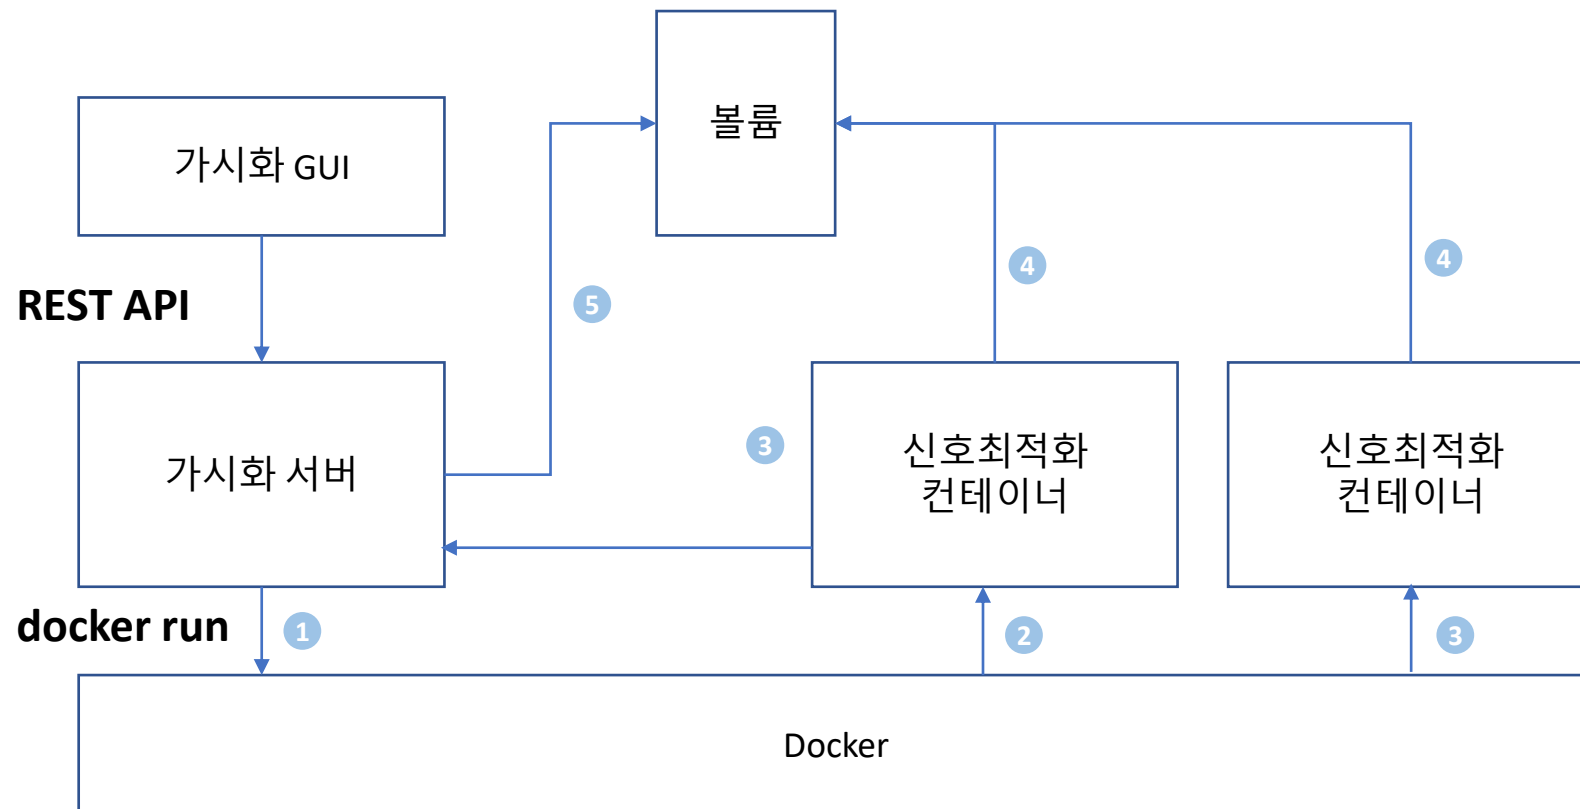 볼륨
가시화 GUI
4
4
REST API
5
가시화 서버
3
신호최적화
컨테이너
신호최적화
컨테이너
docker run
1
2
3
Docker